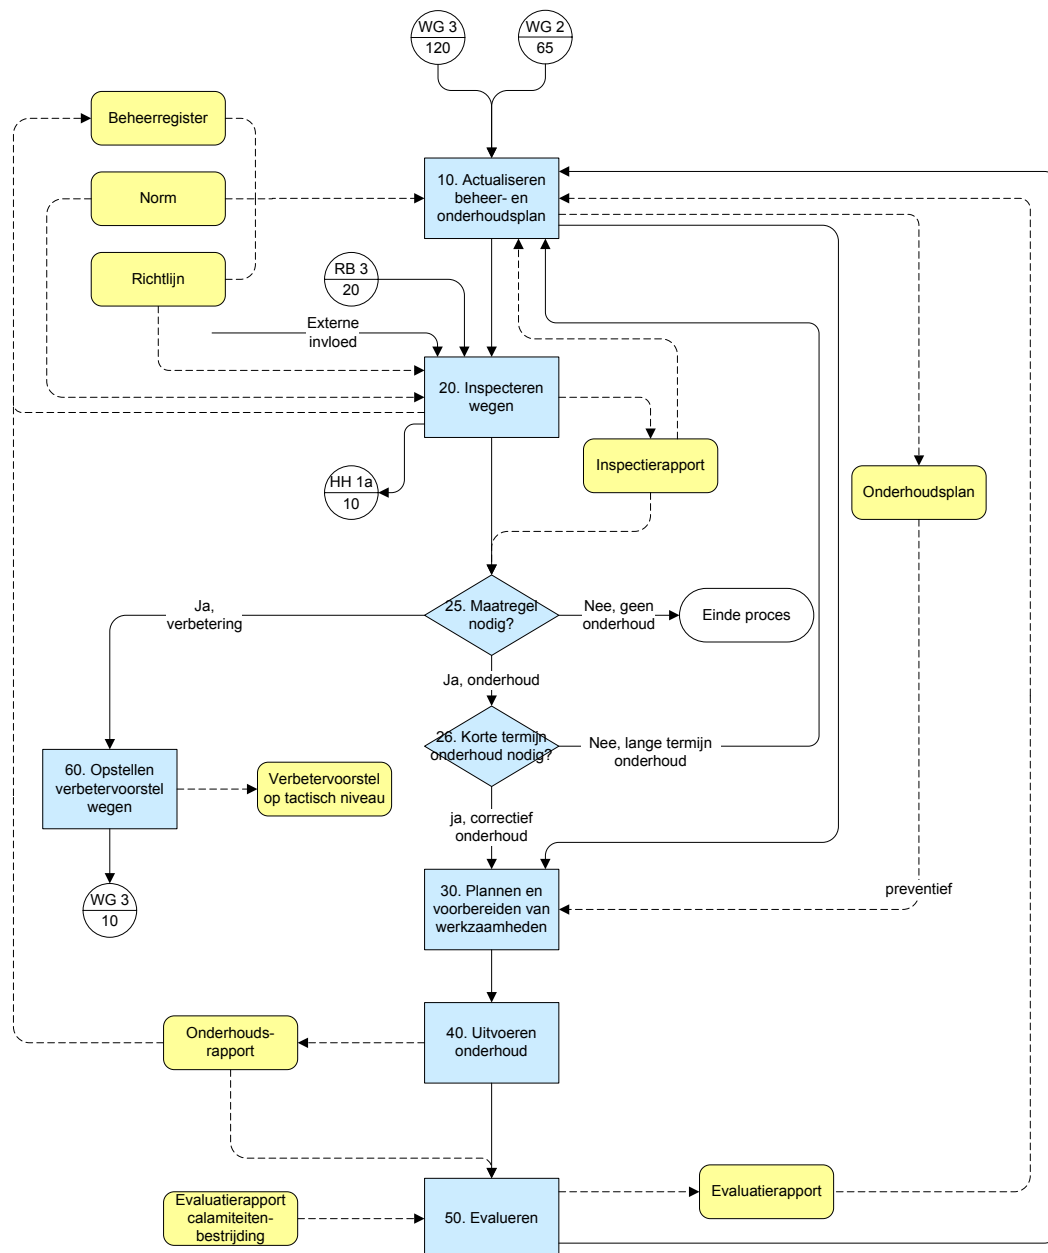 WG 3
120
WG 2
65
Beheerregister
10. Actualiseren
beheer- en
onderhoudsplan
Norm
Richtlijn
RB 3
20
Externe
invloed
20. Inspecteren
wegen
Inspectierapport
Onderhoudsplan
HH 1a
10
Ja,
verbetering
25. Maatregel
nodig?
Nee, geen
onderhoud
Einde proces
Ja, onderhoud
26. Korte termijn
onderhoud nodig?
Nee, lange termijn
onderhoud
60. Opstellen
verbetervoorstel
wegen
Verbetervoorstel
op tactisch niveau
ja, correctief
onderhoud
WG 3
10
30. Plannen en
voorbereiden van
werkzaamheden
preventief
Onderhouds-
rapport
40. Uitvoeren
onderhoud
Evaluatierapport
calamiteiten-
bestrijding
50. Evalueren
Evaluatierapport